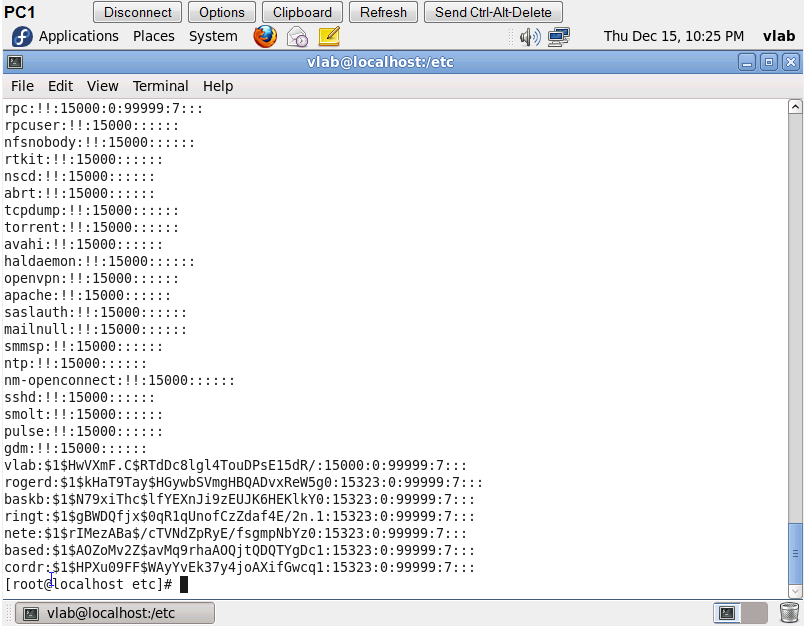 PC1 Disconnect Options Clipboard Refresh Send Ctrl-Alt-Delete
Applications Places System Thu Dec 15, 10:25 PM vlab
vlab@localhost:/etc
File Edit View Terminal Help
rpc:!!:15000:0:99999:7:::
rpcuser:!!:15000::::::
nfsnobody:!!:15000::::::
rtkit:!!:15000::::::
nscd:!!:15000::::::
abrt:!!:15000::::::
tcpdump:!!:15000::::::
torrent:!!:15000::::::
avahi:!!:15000::::::
haldaemon:!!:15000::::::
openvpn:!!:15000::::::
apache:!!:15000::::::
saslauth:!!:15000::::::
mailnull:!!:15000::::::
smmsp:!!:15000::::::
ntp:!!:15000::::::
nm-openconnect:!!:15000::::::
sshd:!!:15000::::::
smolt:!!:15000::::::
pulse:!!:15000::::::
gdm:!!:15000::::::
vlab:$1$HwVXmF.C$RTdDc8lgl4TouDPsE15dR/:15000:0:99999:7:::
rogerd:$1$kHaT9Tay$HGywbSVmgHBQADvxReW5g0:15323:0:99999:7:::
baskb:$1$N79xiThc$lfYEXnJi9zEUJK6HEKlkY0:15323:0:99999:7:::
ringt:$1$gBWDQfjx$0qR1qUnofCzZdaf4E/2n.1:15323:0:99999:7:::
nete:$1$rIMezABa$/cTVNdZpRyE/fsgmpNbYz0:15323:0:99999:7:::
based:$1$AOZoMv2Z$avMq9rhaAOQjtQDQTYgDc1:15323:0:99999:7:::
cordr:$1$HPXu09FF$WAyYvEk37y4joAXifGwcq1:15323:0:99999:7:::
[root@localhost etc]#
vlab@localhost:/etc